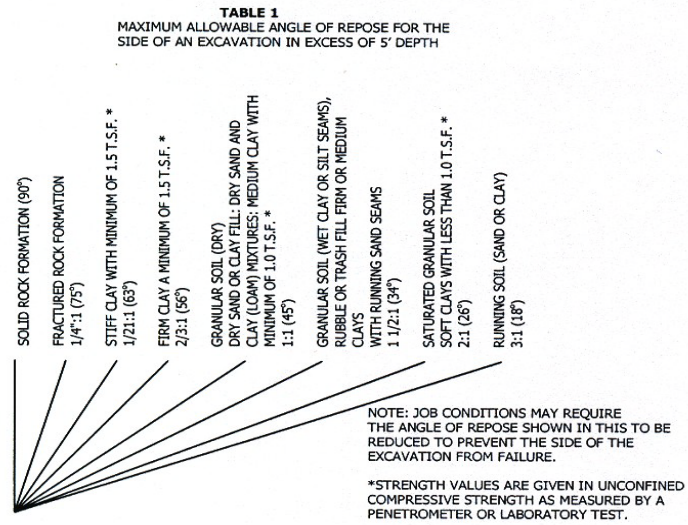 TABLE 1
MAXIMUM ALLOWABLE ANGLE OF REPOSE FOR THE
SIDE OF AN EXCAVATION IN EXCESS OF 5' DEPTH
SOLID ROCK FORMATION (90°)
FRACTURED ROCK FORMATION
1/4":1 (75°)
STIFF CLAY WITH MINIMUM OF 1.5 T.S.F. *
1/21:1 (63°)
FIRM CLAY A MINIMUM OF 1.5 T.S.F. *
2/3:1 (56°)
GRANULAR SOIL (DRY)
DRY SAND OR CLAY FILL: DRY SAND AND
CLAY (LOAM) MIXTURES: MEDIUM CLAY WITH
MINIMUM OF 1.0 T.S.F. *
1:1 (45°)
GRANULAR SOIL (WET CLAY OR SILT SEAMS),
RUBBLE OR TRASH FILL FIRM OR MEDIUM
CLAYS
WITH RUNNING SAND SEAMS
1 1/2:1 (34°)
SATURATED GRANULAR SOIL
SOFT CLAYS WITH LESS THAN 1.0 T.S.F. *
2:1 (26°)
RUNNING SOIL (SAND OR CLAY)
3:1 (18°)
NOTE: JOB CONDITIONS MAY REQUIRE
THE ANGLE OF REPOSE SHOWN IN THIS TO BE
REDUCED TO PREVENT THE SIDE OF THE
EXCAVATION FROM FAILURE.
*STRENGTH VALUES ARE GIVEN IN UNCONFINED
COMPRESSIVE STRENGTH AS MEASURED BY A
PENETROMETER OR LABORATORY TEST.